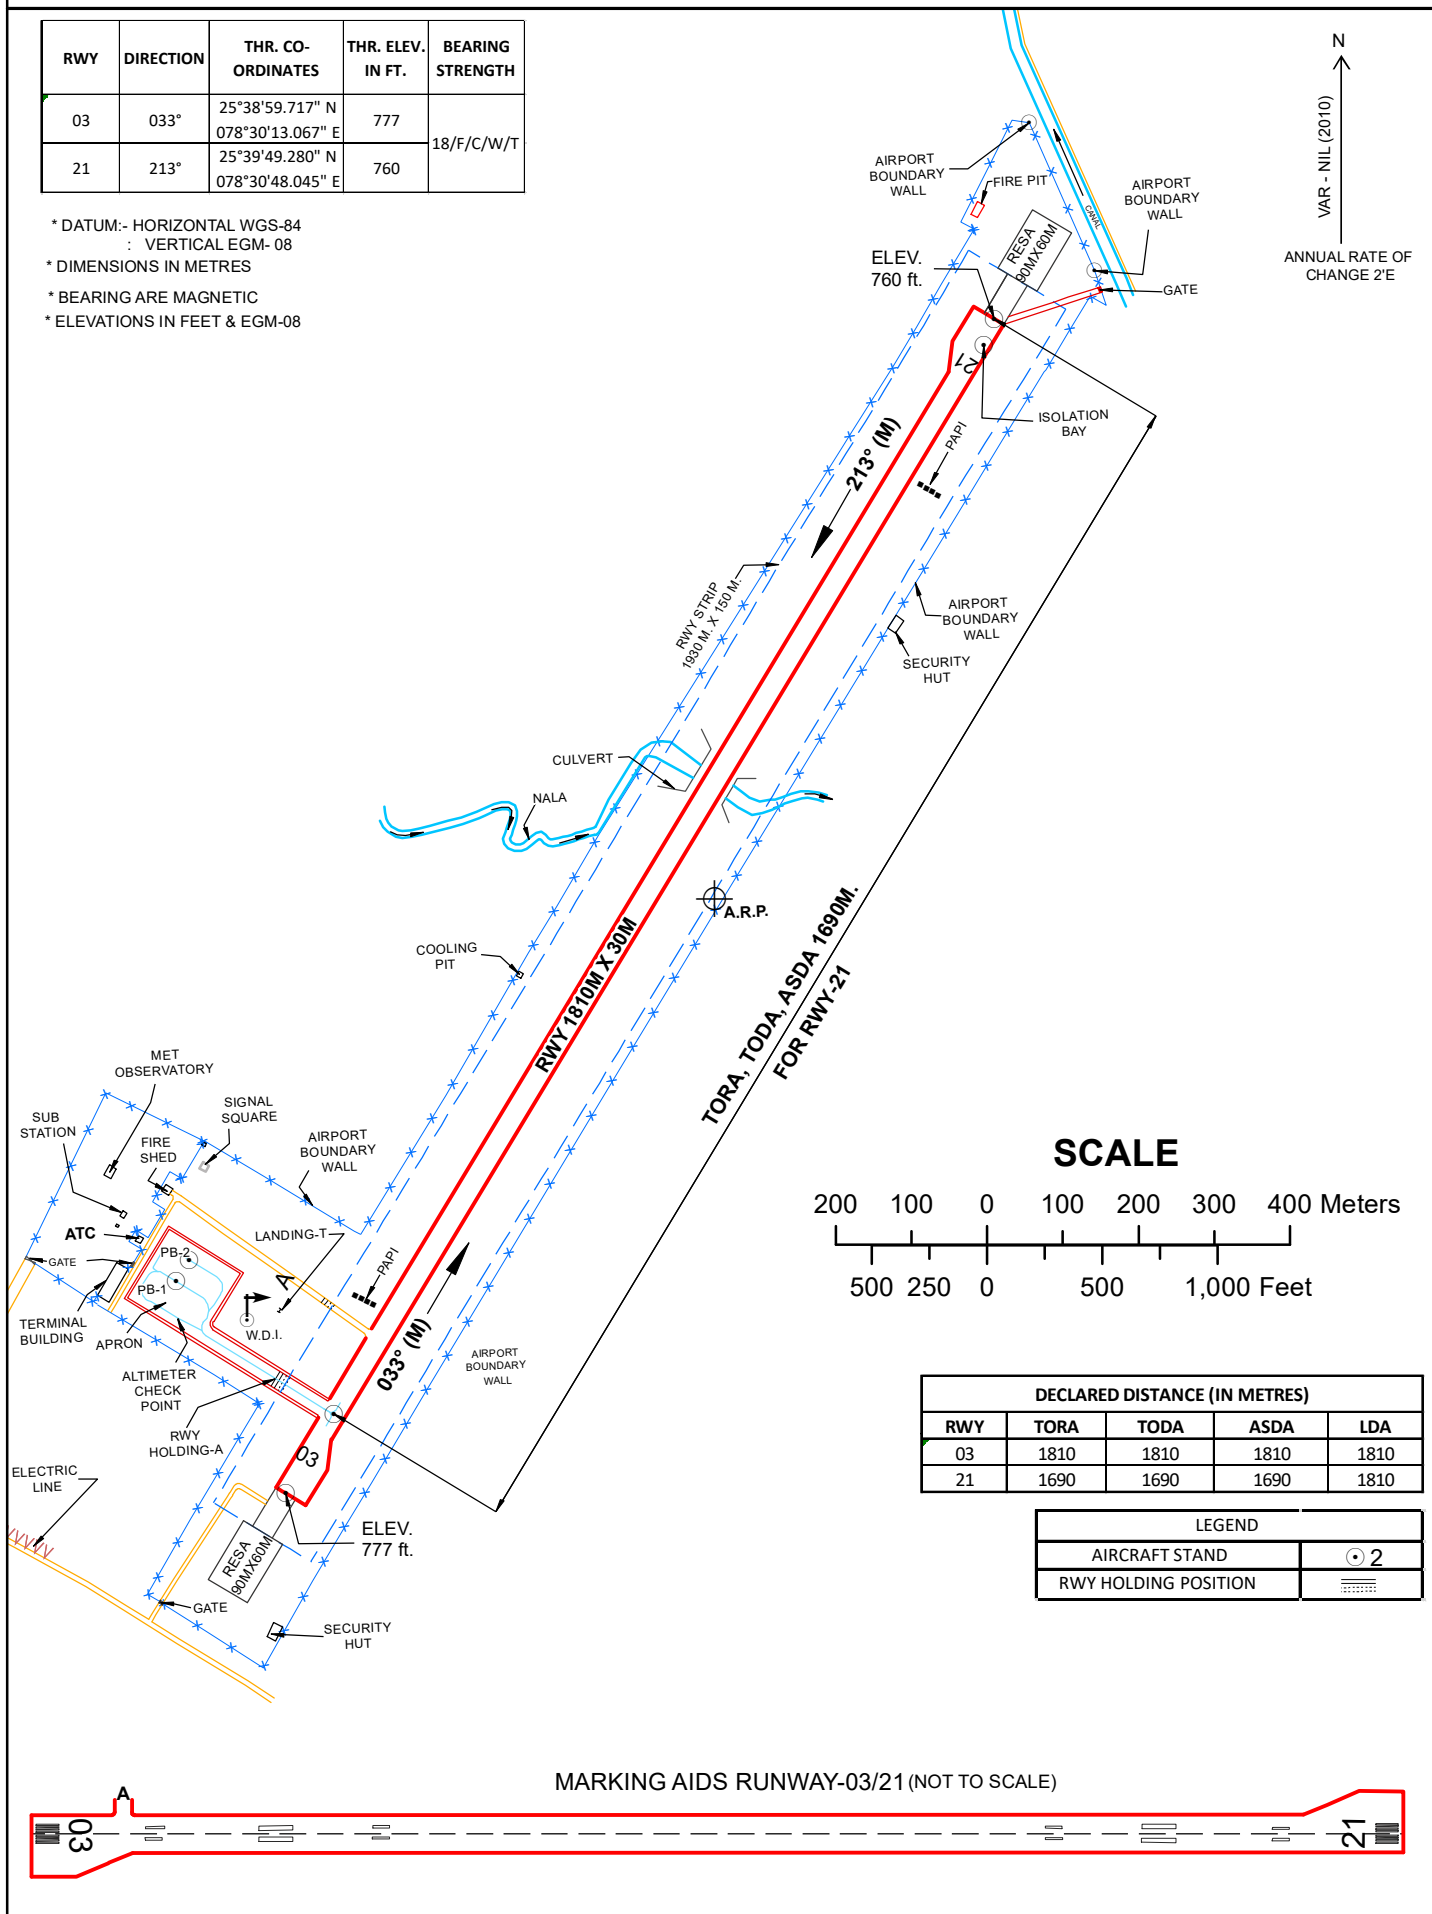 RWY DIRECTION THR. CO-ORDINATES THR. ELEV. IN FT. BEARING STRENGTH
03 033° 25°38'59.717" N 078°30'13.067" E 777 18/F/C/W/T
21 213° 25°39'49.280" N 078°30'48.045" E 760
* DATUM:- HORIZONTAL WGS-84
: VERTICAL EGM- 08
* DIMENSIONS IN METRES
* BEARING ARE MAGNETIC
* ELEVATIONS IN FEET & EGM-08
N
VAR - NIL (2010)
ANNUAL RATE OF
CHANGE 2'E
AIRPORT
BOUNDARY
WALL
FIRE PIT
CANAL
AIRPORT
BOUNDARY
WALL
RESA
90MX60M
ELEV.
760 ft.
GATE
21
ISOLATION
BAY
213° (M)
PAPI
RWY STRIP
1930 M. X 150 M.
AIRPORT
BOUNDARY
WALL
SECURITY
HUT
CULVERT
NALA
A.R.P.
COOLING
PIT
RWY 1810M X 30M
TORA, TODA, ASDA 1690M.
FOR RWY-21
MET
OBSERVATORY
SUB
STATION
SIGNAL
SQUARE
FIRE
SHED
AIRPORT
BOUNDARY
WALL
ATC
LANDING-T
GATE
PB-2
PB-1
A
PAPI
W.D.I.
TERMINAL
BUILDING
APRON
ALTIMETER
CHECK
POINT
033° (M)
AIRPORT
BOUNDARY
WALL
RWY
HOLDING-A
03
ELECTRIC
LINE
ELEV.
777 ft.
RESA
90MX60M
GATE
SECURITY
HUT
SCALE
200 100 0 100 200 300 400 Meters
500 250 0 500 1,000 Feet
DECLARED DISTANCE (IN METRES)
RWY TORA TODA ASDA LDA
03 1810 1810 1810 1810
21 1690 1690 1690 1810
LEGEND
AIRCRAFT STAND 2
RWY HOLDING POSITION
MARKING AIDS RUNWAY-03/21 (NOT TO SCALE)
A
03
21